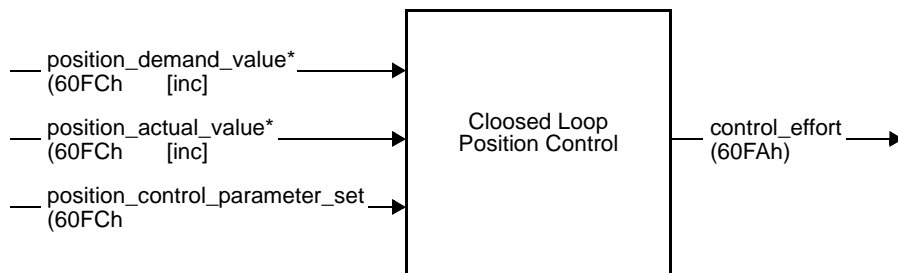 position_demand_value*
(60FCh [inc]
position_actual_value*
(60FCh [inc]
position_control_parameter_set
(60FCh
Cloosed Loop
Position Control
control_effort
(60FAh)